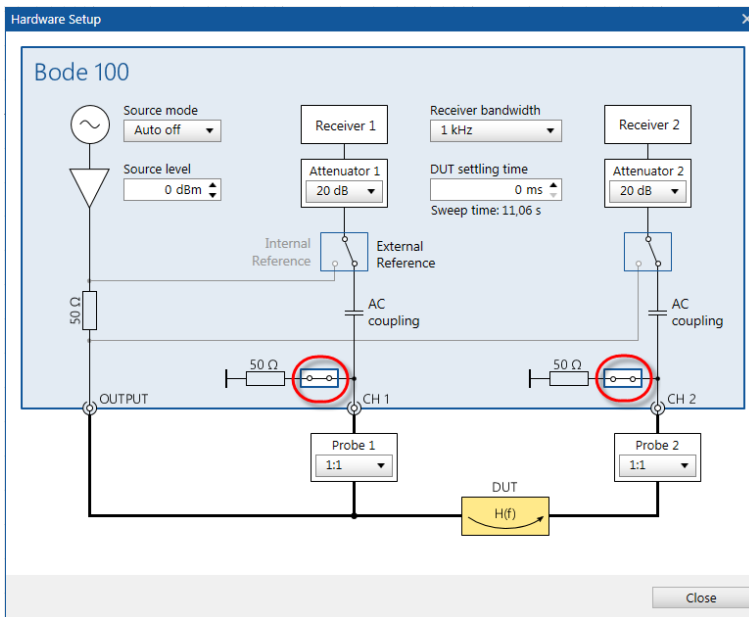 Hardware Setup
Bode 100
Source mode
Auto off
Source level
0 dBm
Receiver 1
Attenuator 1
20 dB
Receiver bandwidth
1 kHz
DUT settling time
0 ms
Sweep time: 11,06 s
Receiver 2
Attenuator 2
20 dB
Internal
Reference
External
Reference
50 Ω
AC
coupling
AC
coupling
50 Ω
50 Ω
OUTPUT
CH 1
CH 2
Probe 1
1:1
Probe 2
1:1
DUT
H(f)
Close